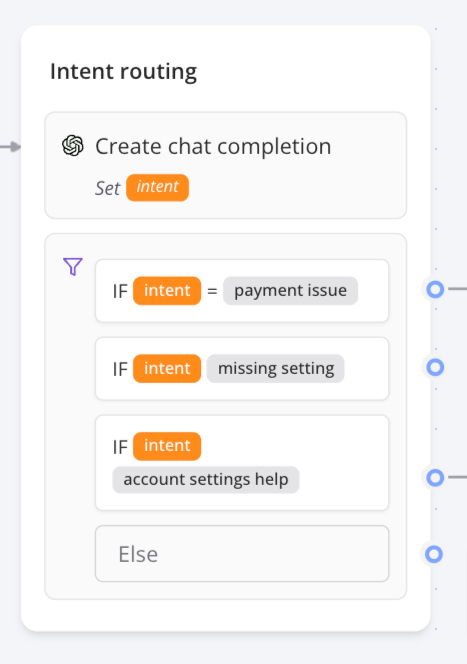 Intent routing
Create chat completion
Set intent
IF intent = payment issue
IF intent missing setting
IF intent
account settings help
Else